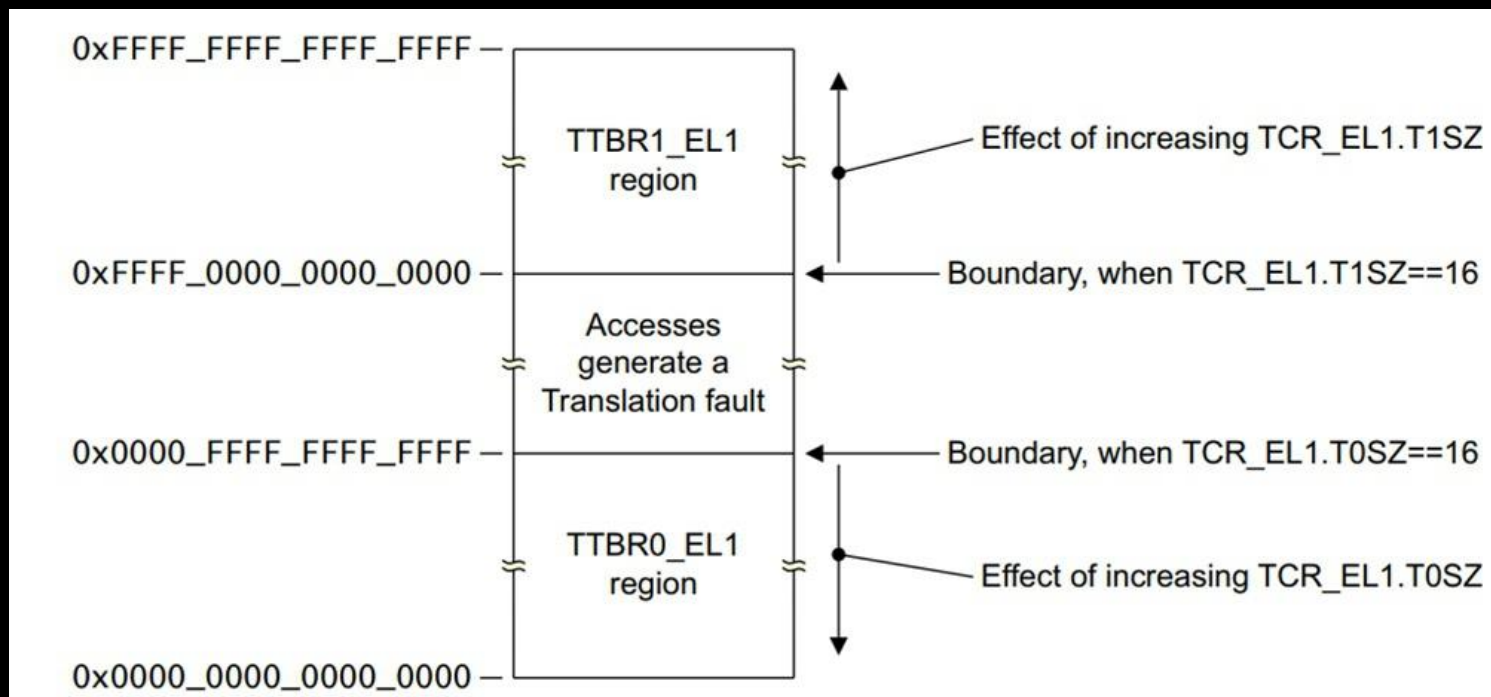 0xFFFF_FFFF_FFFF_FFFF
TTBR1_EL1
region
Effect of increasing TCR_EL1.T1SZ
0xFFFF_0000_0000_0000
Boundary, when TCR_EL1.T1SZ==16
Accesses
generate a
Translation fault
0x0000_FFFF_FFFF_FFFF
Boundary, when TCR_EL1.T0SZ==16
TTBR0_EL1
region
Effect of increasing TCR_EL1.T0SZ
0x0000_0000_0000_0000